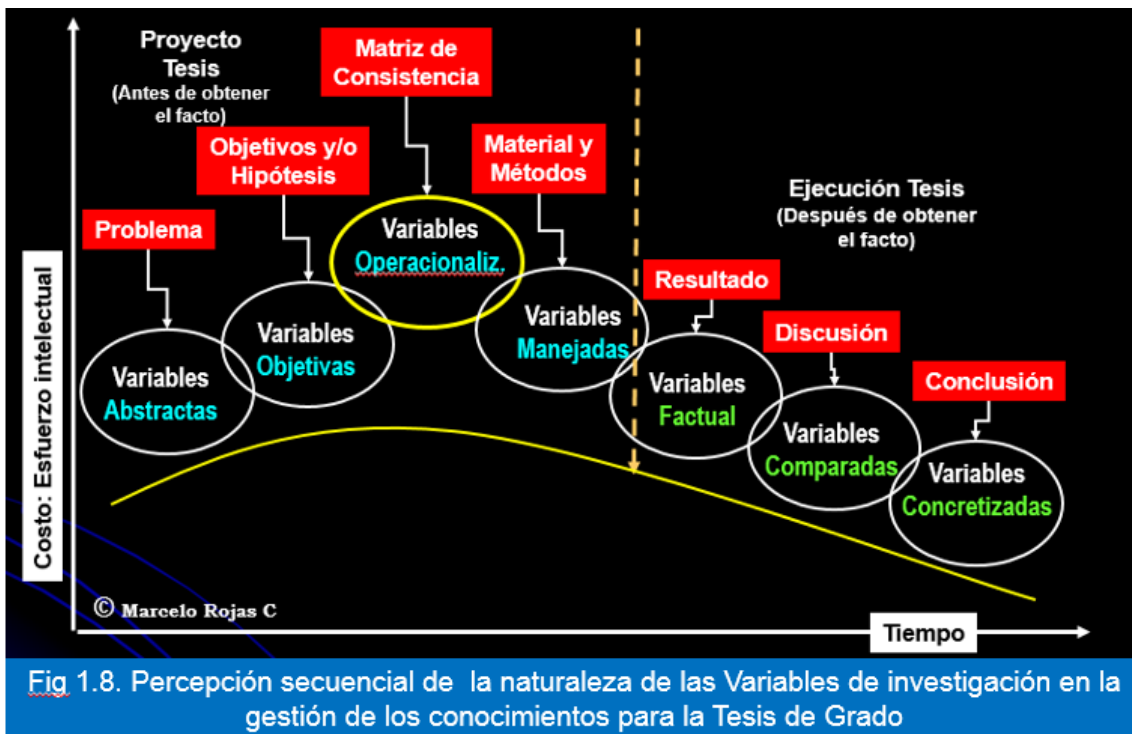 Proyecto
Tesis
(Antes de obtener
el facto)
Matriz de
Consistencia
Objetivos y/o
Hipótesis
Material y
Métodos
Problema
Ejecución Tesis
(Después de obtener
el facto)
Resultado
Discusión
Conclusión
Variables
Abstractas
Variables
Objetivas
Variables
Operacionaliz.
Variables
Manejadas
Variables
Factual
Variables
Comparadas
Variables
Concretizadas
Costo: Esfuerzo intelectual
© Marcelo Rojas C
Tiempo
Fig 1.8. Percepción secuencial de la naturaleza de las Variables de investigación en la
gestión de los conocimientos para la Tesis de Grado